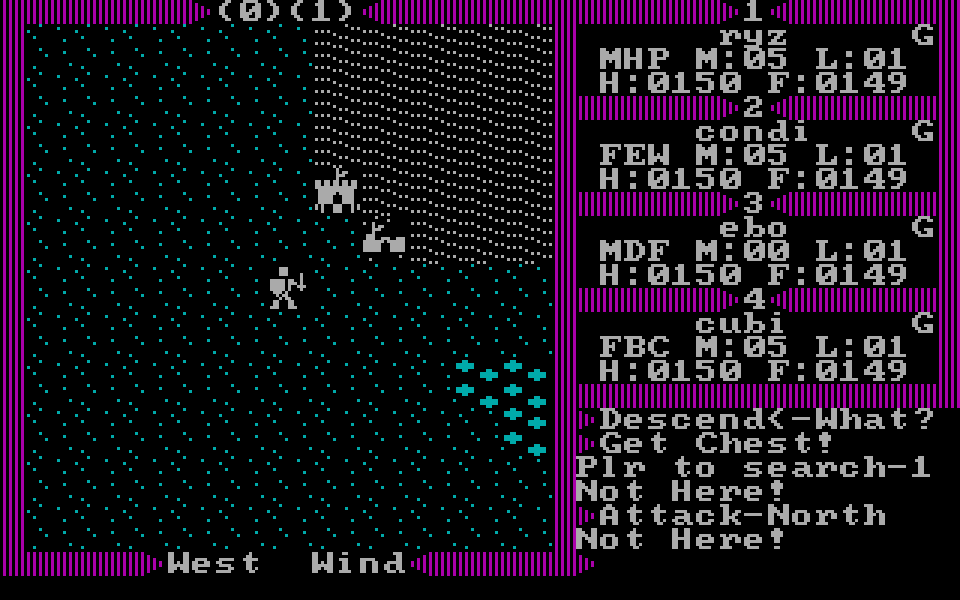 (0)(1)
West Wind
1
ryz G
MHP M:05 L:01
H:0150 F:0149
2
condi G
FEW M:05 L:01
H:0150 F:0149
3
ebo G
MDF M:00 L:01
H:0150 F:0149
4
cubi G
FBC M:05 L:01
H:0150 F:0149
Descend<-What?
Get Chest!
Plr to search-1
Not Here!
Attack-North
Not Here!